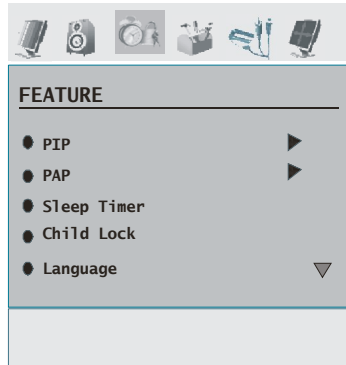 FEATURE
PIP
PAP
Sleep Timer
Child Lock
Language